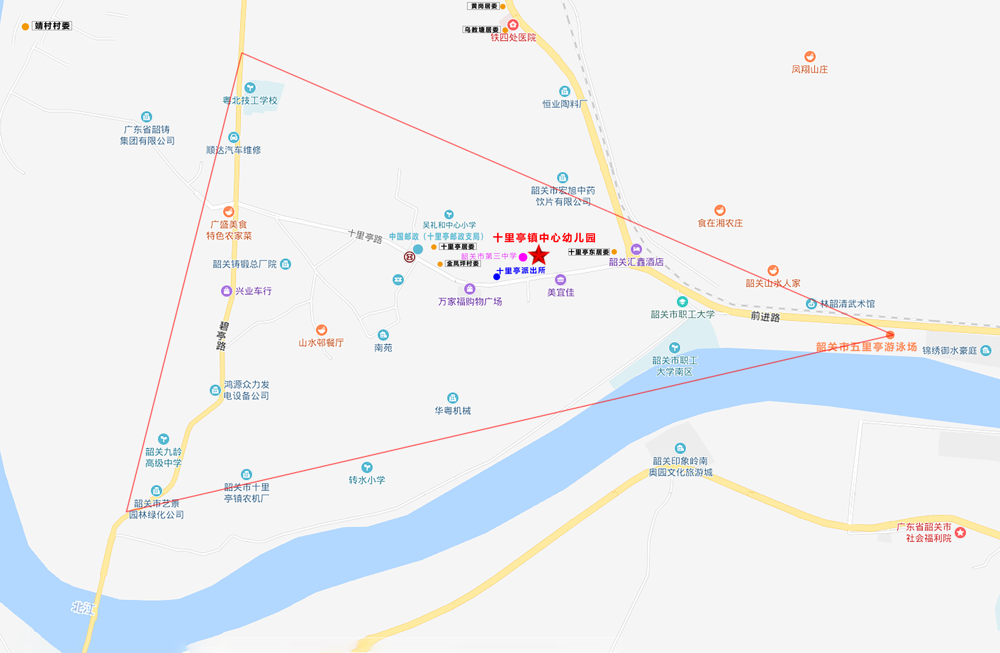 黄岗居委
靖村村委
乌教塘居委
铁四处医院
凤翔山庄
粤北技工学校
恒业陶料厂
广东省韶铸
集团有限公司
顺达汽车维修
韶关市宏旭中药
饮片有限公司
广盛美食
特色农家菜
吴礼和中心小学
食在湘农庄
十里亭路
中国邮政（十里亭邮政支局）
十里亭镇中心幼儿园
十里亭居委
韶关市第三中学
十里亭东居委
金凤坪村委
韶关汇鑫酒店
韶关铸锻总厂院
十里亭派出所
韶关山水人家
兴业车行
万家福购物广场
美宜佳
林韶清武术馆
韶关市职工大学
前进路
碧亭路
山水邨餐厅
南苑
韶关市五里亭游泳场
锦绣御水豪庭
韶关市职工
大学南区
鸿源众力发
电设备公司
华粤机械
韶关九龄
高级中学
韶关印象岭南
奥园文化旅游城
转水小学
韶关市十里
亭镇农机厂
韶关市艺景
园林绿化公司
广东省韶关市
社会福利院
北江